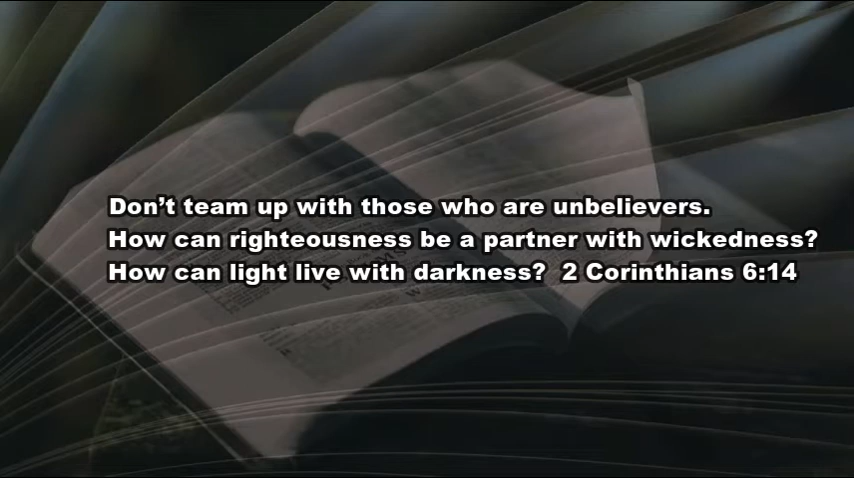 Don't team up with those who are unbelievers.
How can righteousness be a partner with wickedness?
How can light live with darkness?  2 Corinthians 6:14